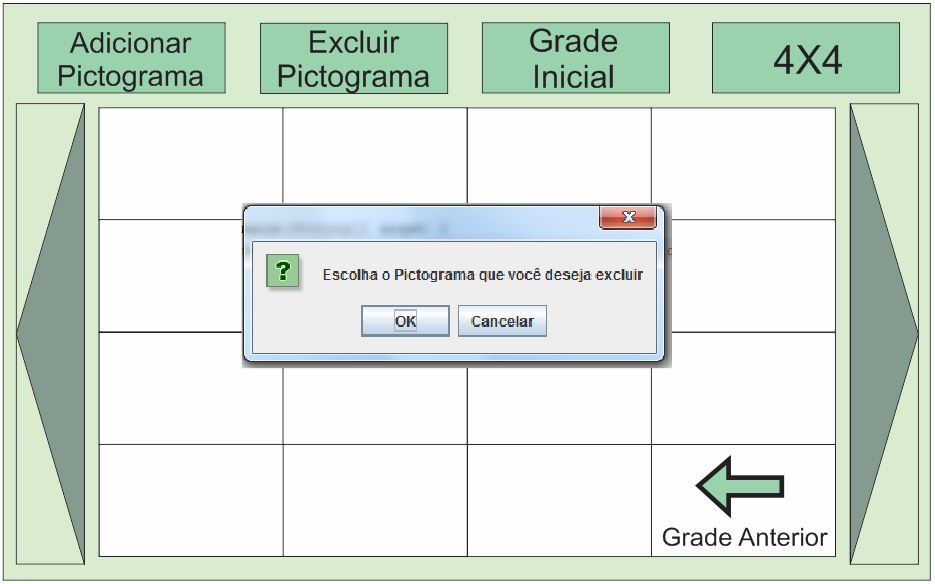 Adicionar
Pictograma
Excluir
Pictograma
Grade
Inicial
4X4
Escolha o Pictograma que você deseja excluir
OK
Cancelar
Grade Anterior